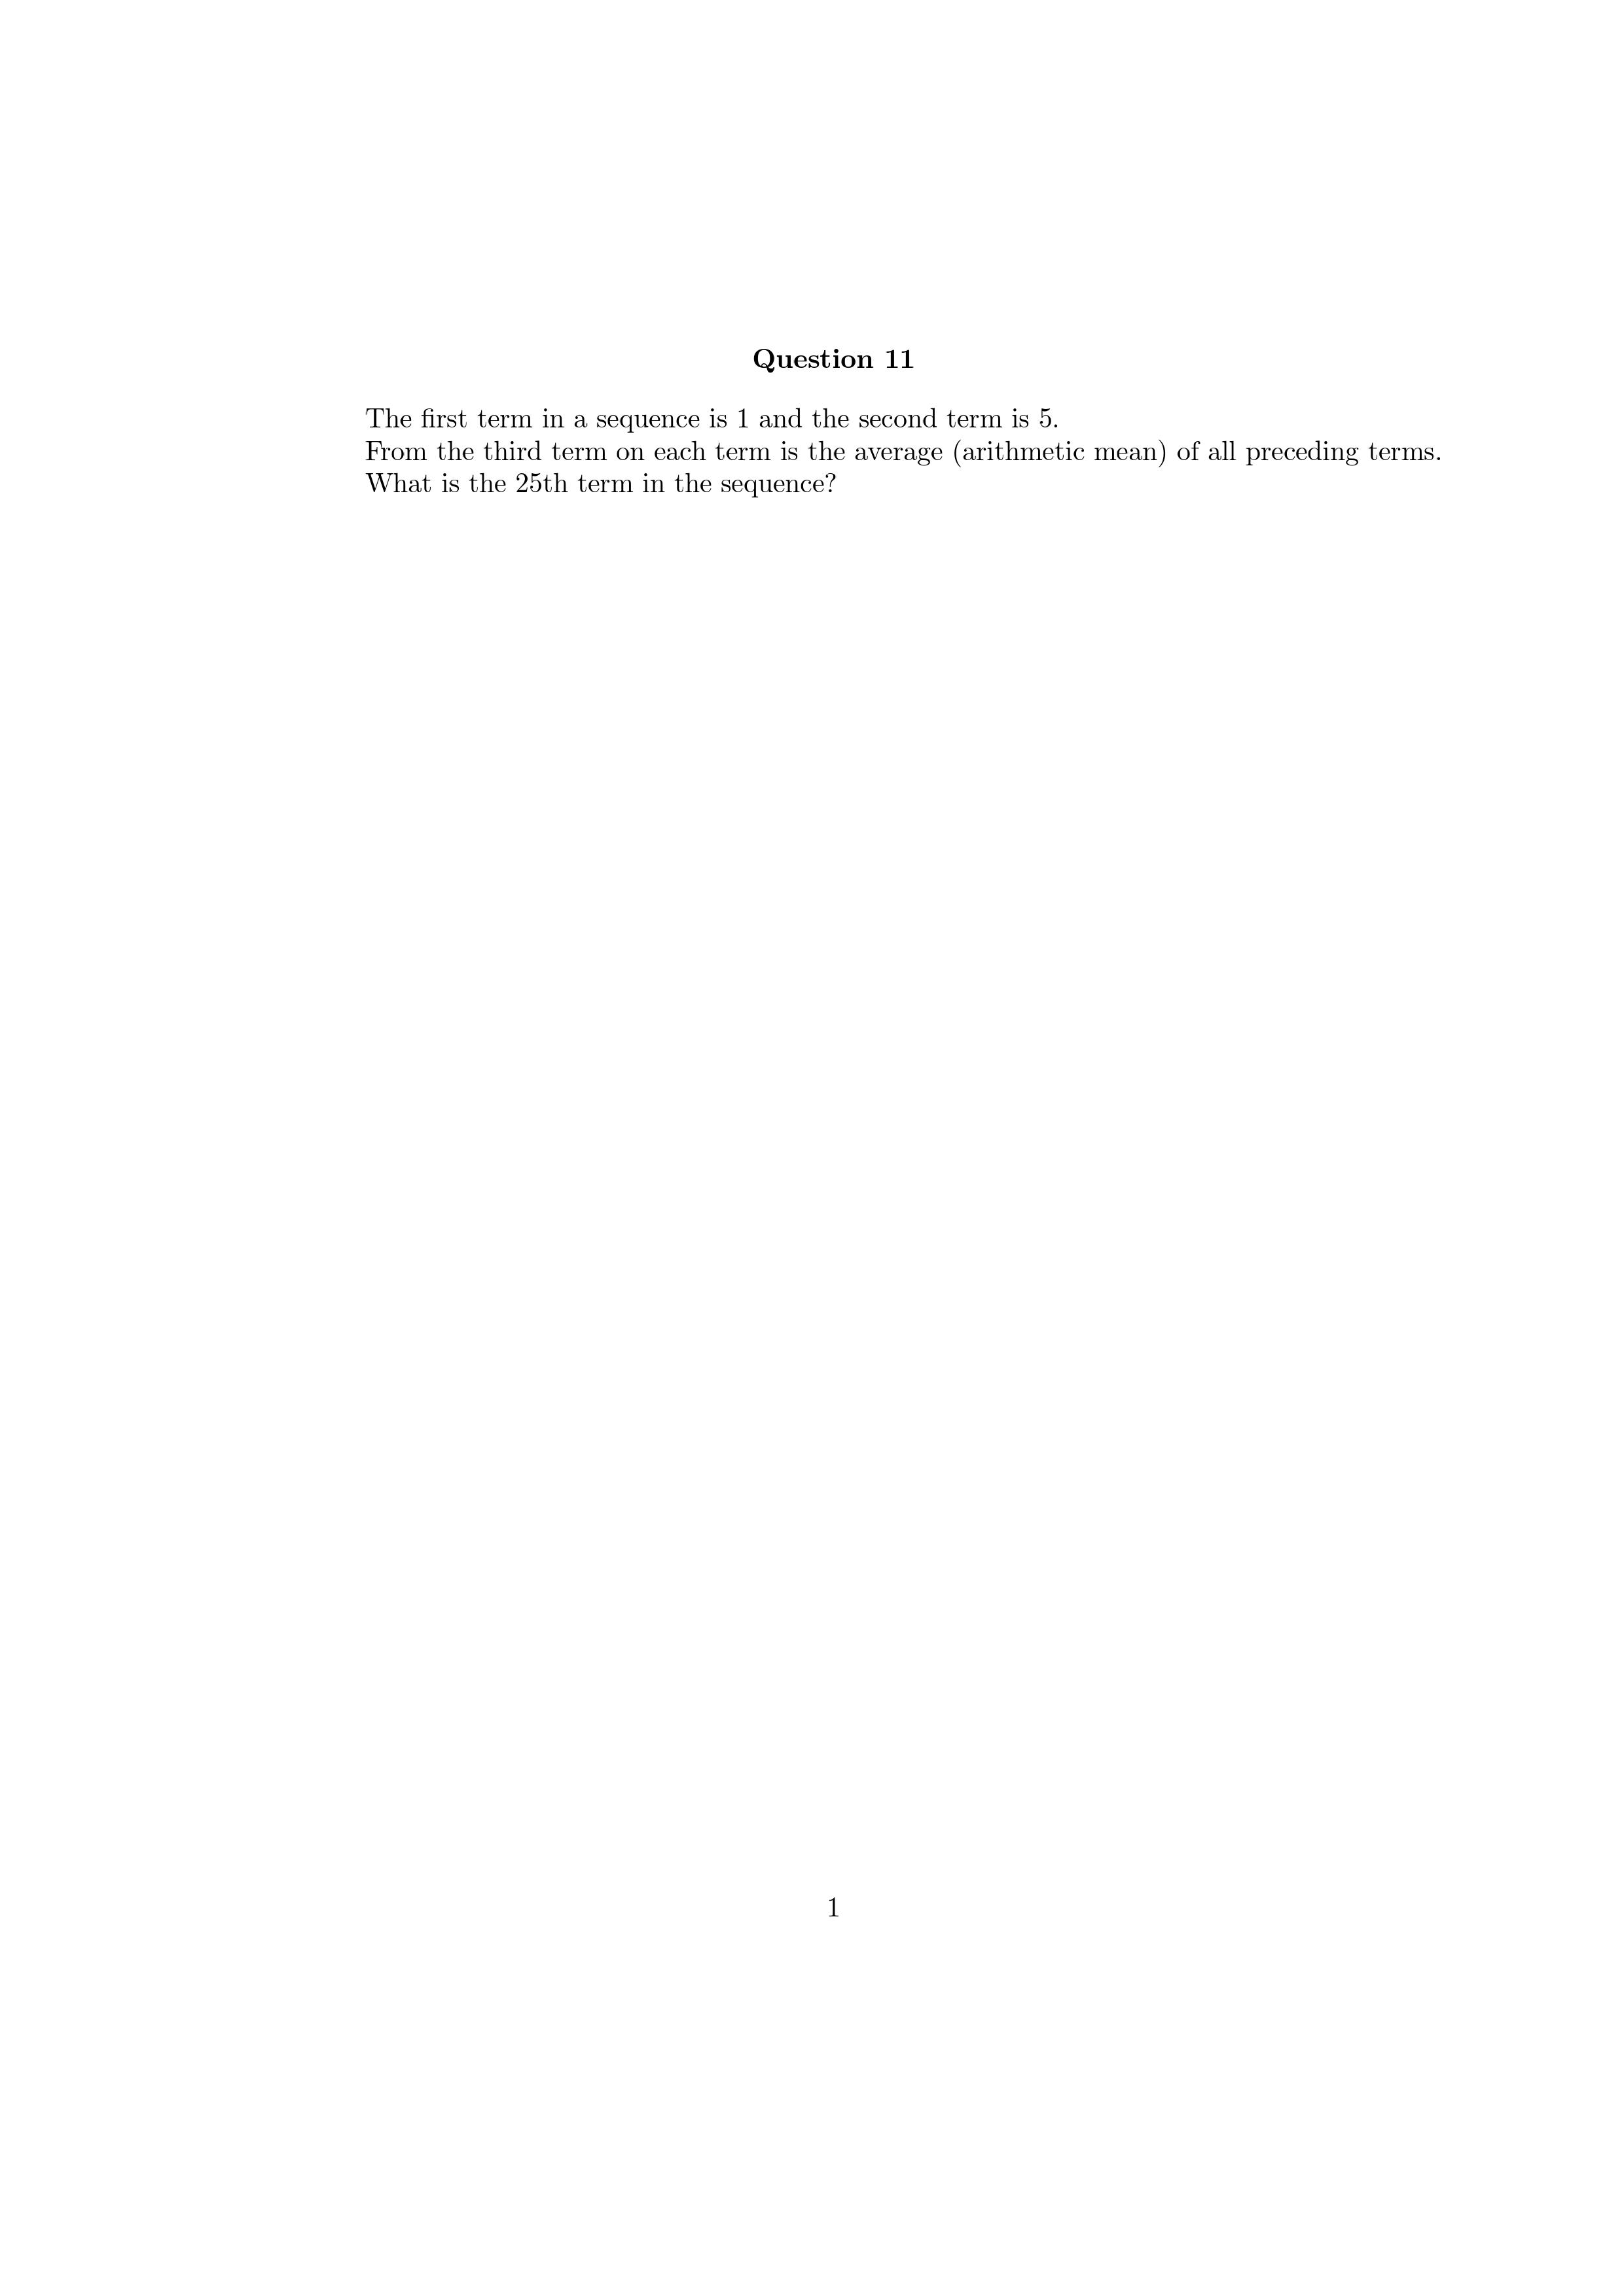 Question 11
The first term in a sequence is 1 and the second term is 5.
From the third term on each term is the average (arithmetic mean) of all preceding terms.
What is the 25th term in the sequence?
1